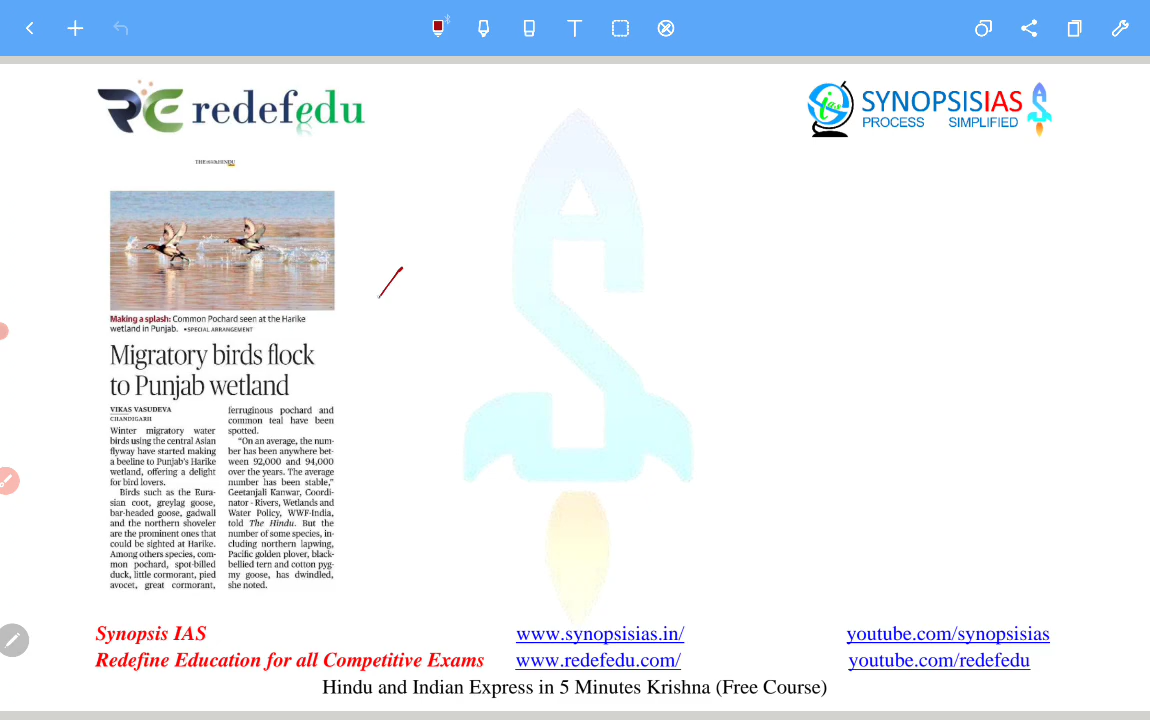 redefedu
SYNOPSISIAS
PROCESS SIMPLIFIED
THE HINDU
Making a splash: Common Pochard seen at the Harike
wetland in Punjab. •SPECIAL ARRANGEMENT
Migratory birds flock
to Punjab wetland
VIKAS VASUDEVA
CHANDIGARH
Winter migratory water
birds using the central Asian
flyway have started making
a beeline to Punjab's Harike
wetland, offering a delight
for bird lovers.
Birds such as the Eura-
sian coot, greylag goose,
bar-headed goose, gadwall
and the northern shoveler
are the prominent ones that
could be sighted at Harike.
Among others species, com-
mon pochard, spot-billed
duck, little cormorant, pied
avocet, great cormorant,
ferruginous pochard and
common teal have been
spotted.
"On an average, the num-
ber has been anywhere bet-
ween 92,000 and 94,000
over the years. The average
number has been stable,"
Geetanjali Kanwar, Coordi-
nator - Rivers, Wetlands and
Water Policy, WWF-India,
told The Hindu. But the
number of some species, in-
cluding northern lapwing,
Pacific golden plover, black-
bellied tern and cotton pyg-
my goose, has dwindled,
she noted.
Synopsis IAS www.synopsisias.in/ youtube.com/synopsisias
Redefine Education for all Competitive Exams www.redefedu.com/ youtube.com/redefedu
Hindu and Indian Express in 5 Minutes Krishna (Free Course)